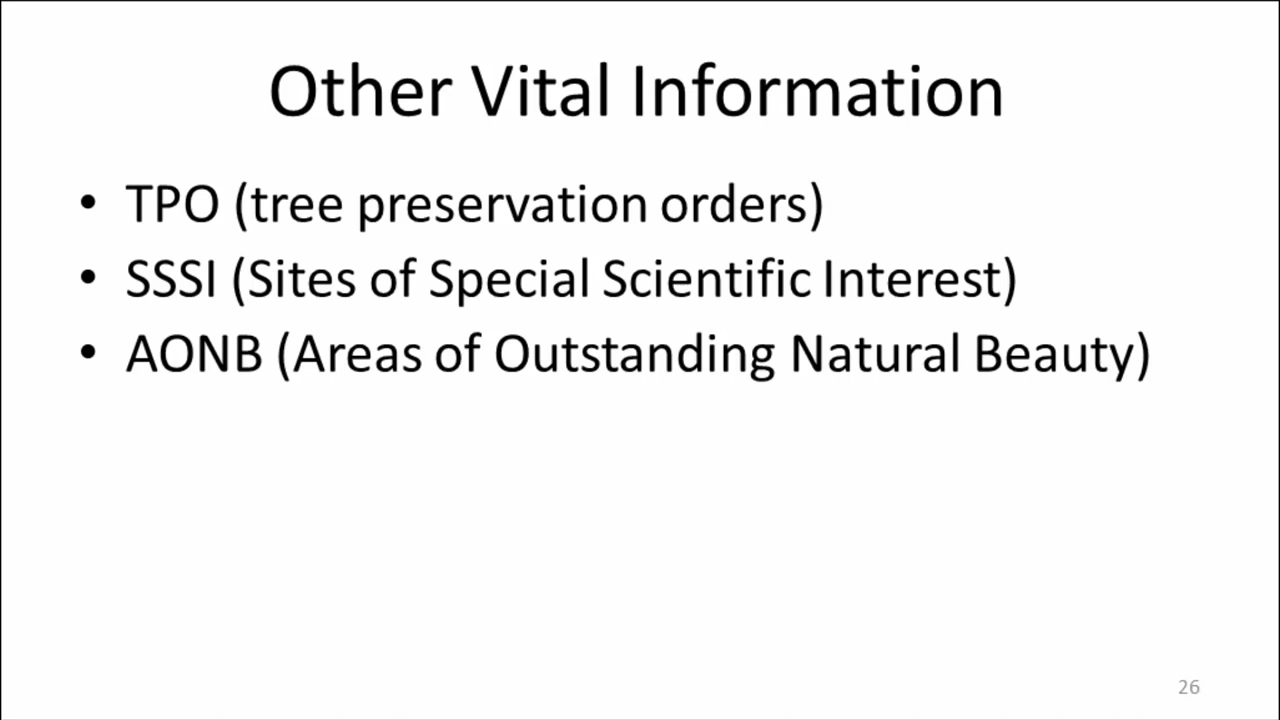 Other Vital Information
• TPO (tree preservation orders)
• SSSI (Sites of Special Scientific Interest)
• AONB (Areas of Outstanding Natural Beauty)
26